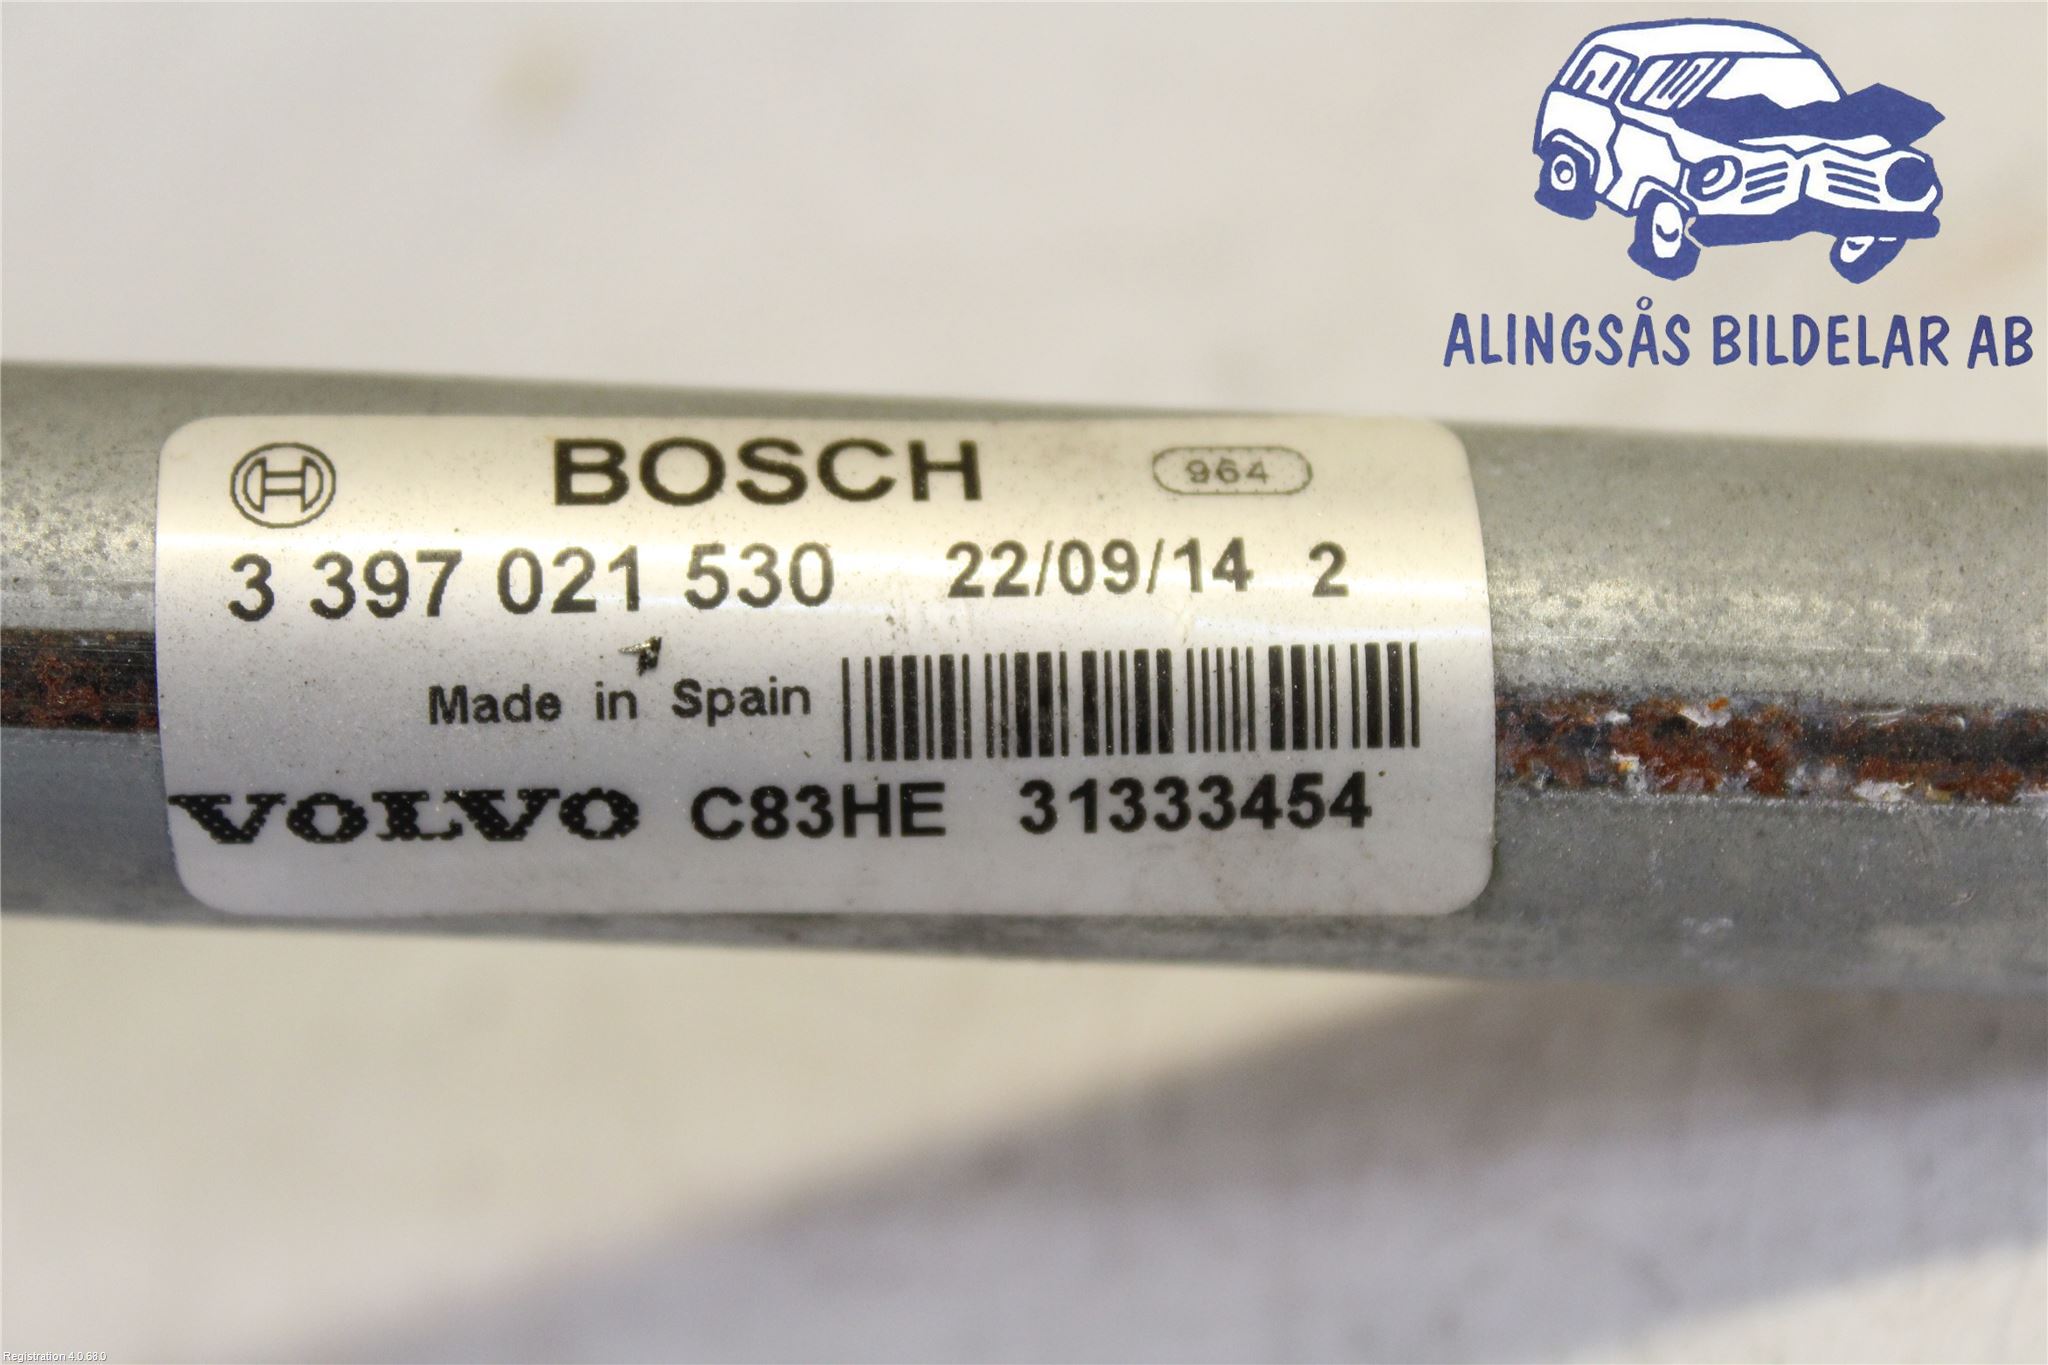 ALINGSÅS BILDELAR AB
BOSCH 964
3 397 021 530 22/09/14 2
Made in Spain
VOLVO C83HE 31333454
Registration 4.0.68.0